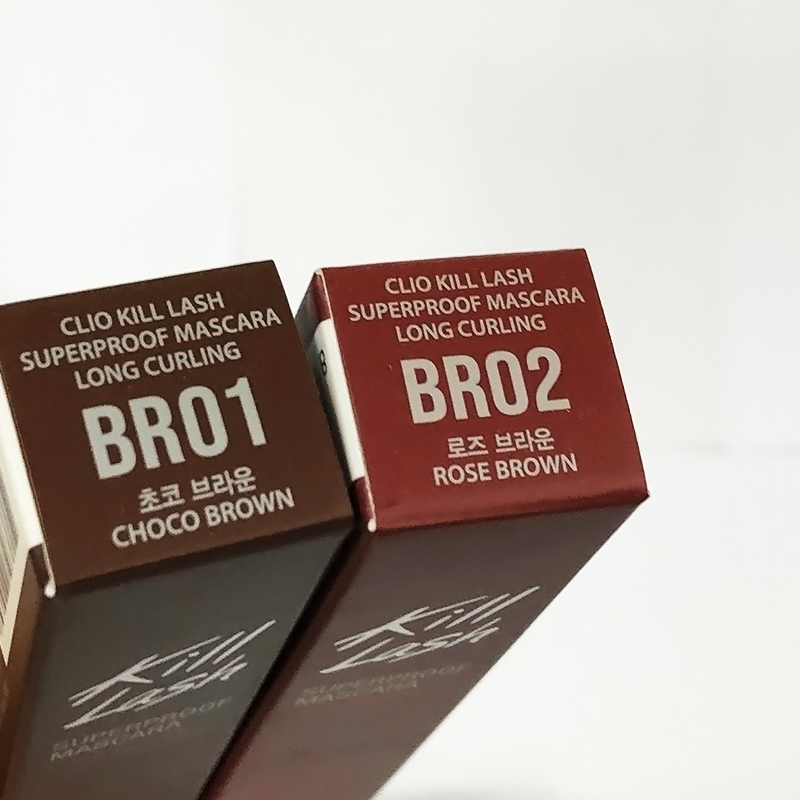 CLIO KILL LASH
SUPERPROOF MASCARA
LONG CURLING
BR01
초코 브라운
CHOCO BROWN
Kill
Lash
SUPERPROOF
MASCARA
CLIO KILL LASH
SUPERPROOF MASCARA
LONG CURLING
BR02
로즈 브라운
ROSE BROWN
Kill
Lash
SUPERPROOF
MASCARA
8